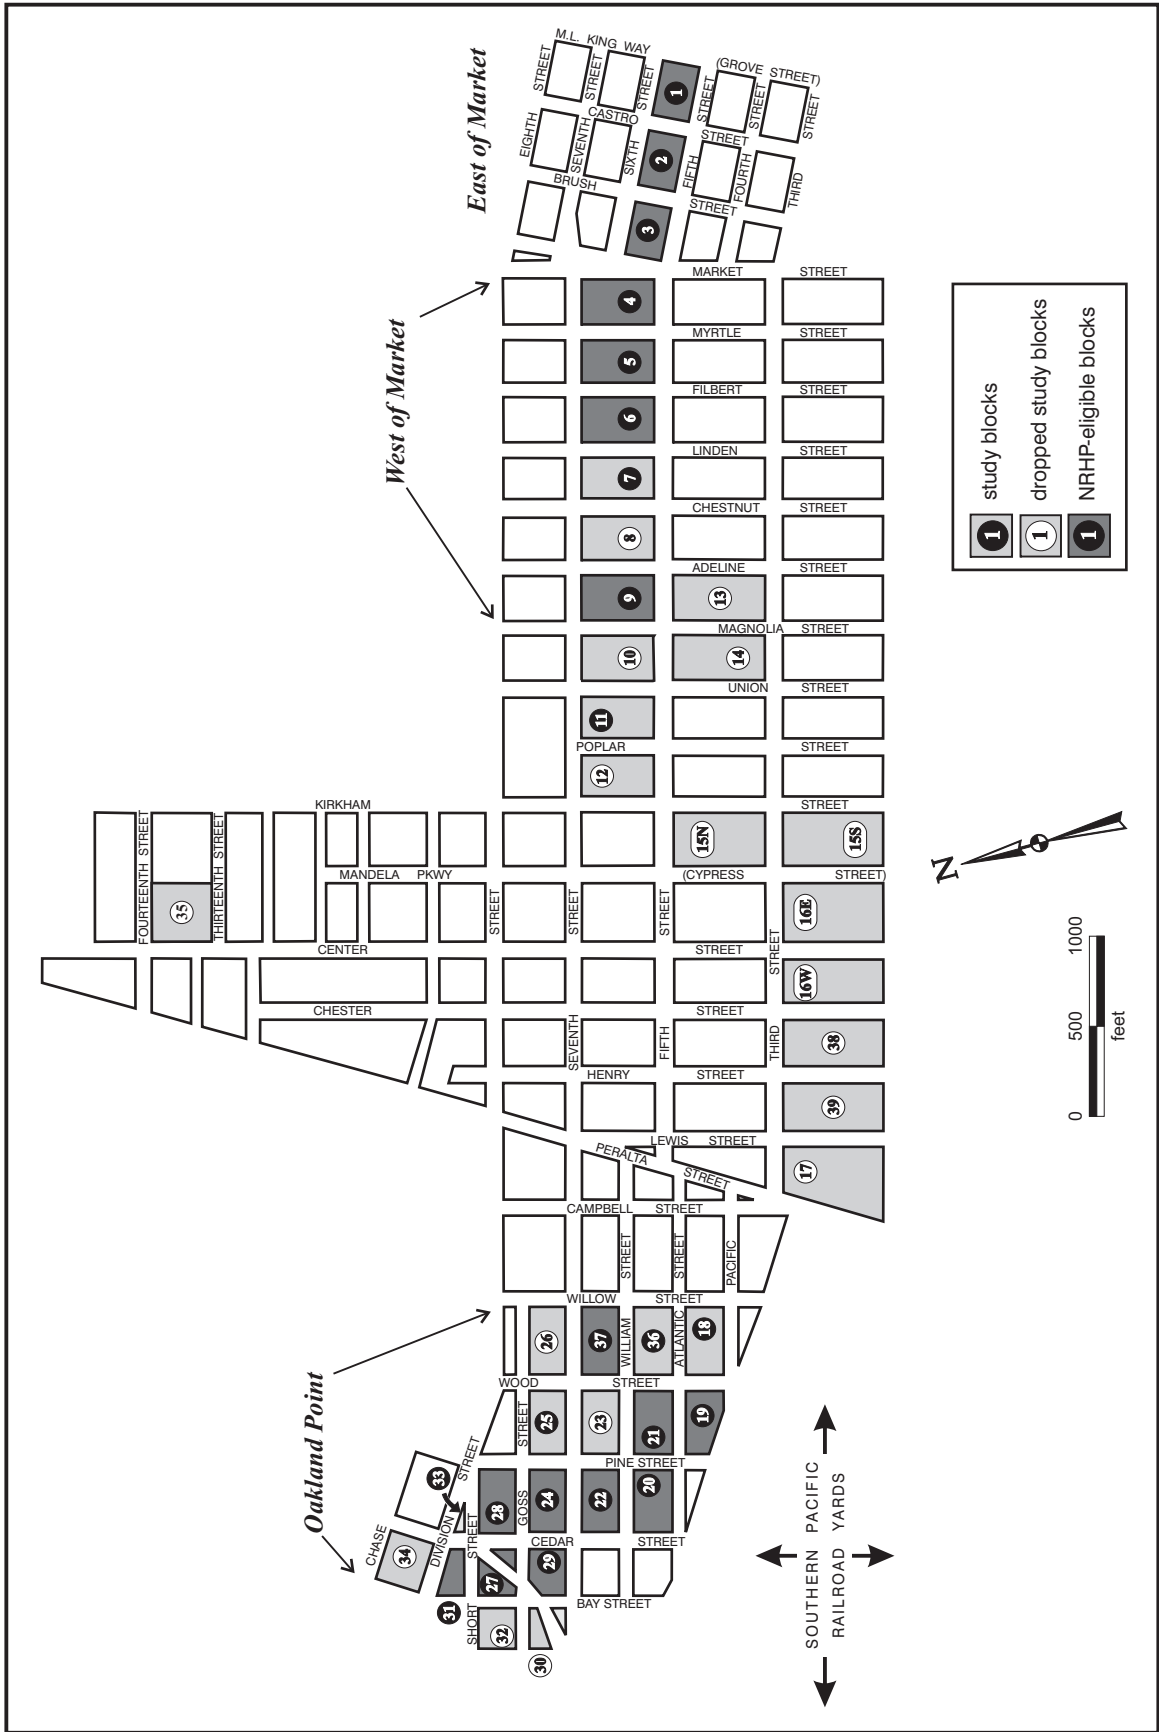 M.L. KING WAY
(GROVE STREET)
STREET
STREET
STREET
STREET
STREET
STREET
CASTRO
STREET
EIGHTH
SEVENTH
SIXTH
FIFTH
FOURTH
THIRD
BRUSH
STREET
1
2
3
East of Market
MARKET STREET
4
MYRTLE STREET
5
FILBERT STREET
6
LINDEN STREET
7
CHESTNUT STREET
8
ADELINE STREET
9
13
MAGNOLIA STREET
10
14
UNION STREET
11
POPLAR STREET
12
West of Market
KIRKHAM STREET
15N
15S
FOURTEENTH STREET
THIRTEENTH STREET
35
MANDELA PKWY
(CYPRESS STREET)
STREET
STREET
STREET
STREET
16E
CENTER STREET
16W
CHESTER STREET
SEVENTH
FIFTH
THIRD
38
HENRY STREET
39
LEWIS STREET
PERALTA STREET
17
CAMPBELL STREET
STREET
STREET
PACIFIC
WILLOW STREET
WILLIAM
ATLANTIC
26
37
36
18
WOOD STREET
STREET
25
23
21
19
PINE STREET
STREET
33
28
GOSS
24
22
20
CHASE
DIVISION
STREET
CEDAR STREET
34
31
27
29
BAY STREET
SHORT
32
30
Oakland Point
SOUTHERN PACIFIC
RAILROAD YARDS
N
0 500 1000
feet
1 study blocks
1 dropped study blocks
1 NRHP-eligible blocks